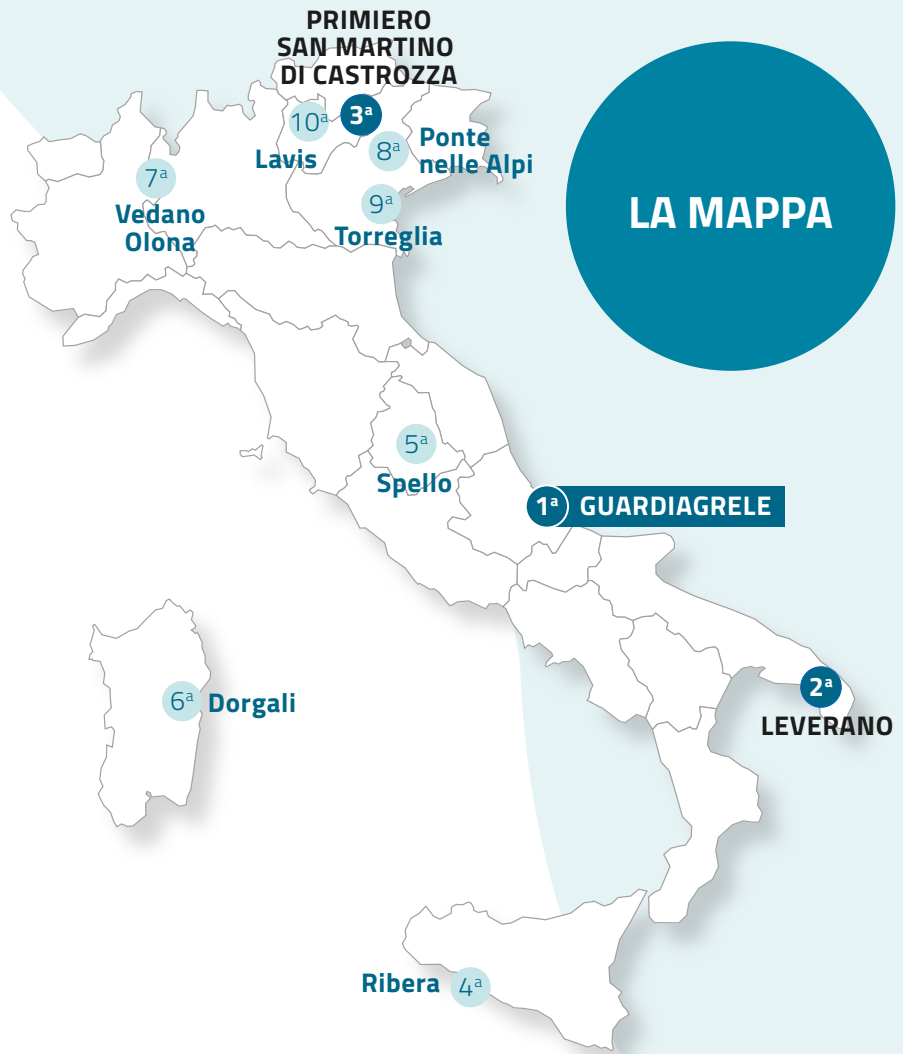 PRIMIERO
SAN MARTINO
DI CASTROZZA
10ª
3ª
Lavis
8ª
Ponte
nelle Alpi
7ª
Vedano
Olona
9ª
Torreglia
LA MAPPA
5ª
Spello
1ª GUARDIAGRELE
6ª Dorgali
2ª
LEVERANO
Ribera 4ª